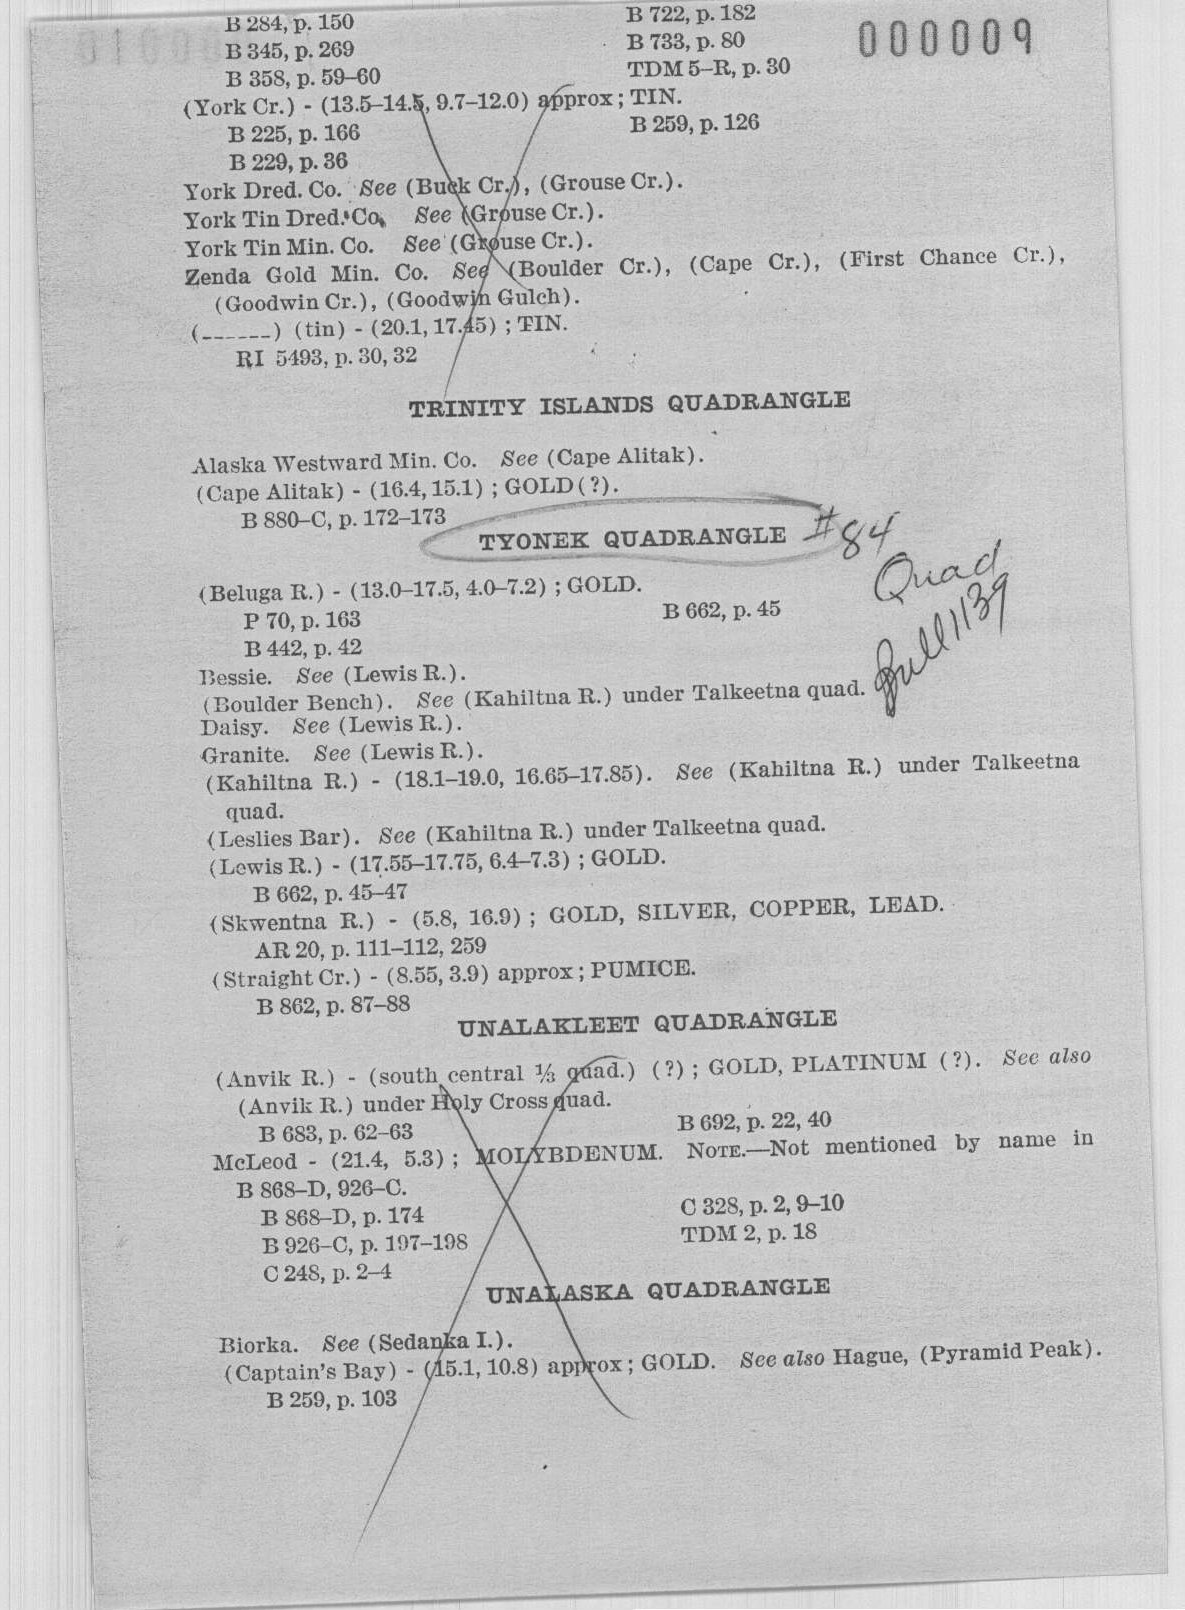 B 284, p. 150
B 722, p. 182
000009
B 345, p. 269
B 733, p. 80
B 358, p. 59–60
TDM 5–R, p. 30
(York Cr.) - (13.5–14.5, 9.7–12.0) approx; TIN.
B 225, p. 166
B 259, p. 126
B 229, p. 36
York Dred. Co. See (Buck Cr.), (Grouse Cr.).
York Tin Dred. Co. See (Grouse Cr.).
York Tin Min. Co. See (Grouse Cr.).
Zenda Gold Min. Co. See (Boulder Cr.), (Cape Cr.), (First Chance Cr.),
(Goodwin Cr.), (Goodwin Gulch).
(______) (tin) - (20.1, 17.45) ; TIN.
RI 5493, p. 30, 32
TRINITY ISLANDS QUADRANGLE
Alaska Westward Min. Co. See (Cape Alitak).
(Cape Alitak) - (16.4, 15.1) ; GOLD(?).
B 880–C, p. 172–173
TYONEK QUADRANGLE #84
Quad
Bull 1139
(Beluga R.) - (13.0–17.5, 4.0–7.2) ; GOLD.
P 70, p. 163
B 662, p. 45
B 442, p. 42
Bessie. See (Lewis R.).
(Boulder Bench). See (Kahiltna R.) under Talkeetna quad.
Daisy. See (Lewis R.).
Granite. See (Lewis R.).
(Kahiltna R.) - (18.1–19.0, 16.65–17.85). See (Kahiltna R.) under Talkeetna
quad.
(Leslies Bar). See (Kahiltna R.) under Talkeetna quad.
(Lewis R.) - (17.55–17.75, 6.4–7.3) ; GOLD.
B 662, p. 45–47
(Skwentna R.) - (5.8, 16.9) ; GOLD, SILVER, COPPER, LEAD.
AR 20, p. 111–112, 259
(Straight Cr.) - (8.55, 3.9) approx; PUMICE.
B 862, p. 87–88
UNALAKLEET QUADRANGLE
(Anvik R.) - (south central ⅓ quad.) (?) ; GOLD, PLATINUM (?). See also
(Anvik R.) under Holy Cross quad.
B 683, p. 62–63
B 692, p. 22, 40
McLeod - (21.4, 5.3) ; MOLYBDENUM. NOTE.—Not mentioned by name in
B 868–D, 926–C.
B 868–D, p. 174
C 328, p. 2, 9–10
B 926–C, p. 197–198
TDM 2, p. 18
C 248, p. 2–4
UNALASKA QUADRANGLE
Biorka. See (Sedanka I.).
(Captain's Bay) - (15.1, 10.8) approx; GOLD. See also Hague, (Pyramid Peak).
B 259, p. 103